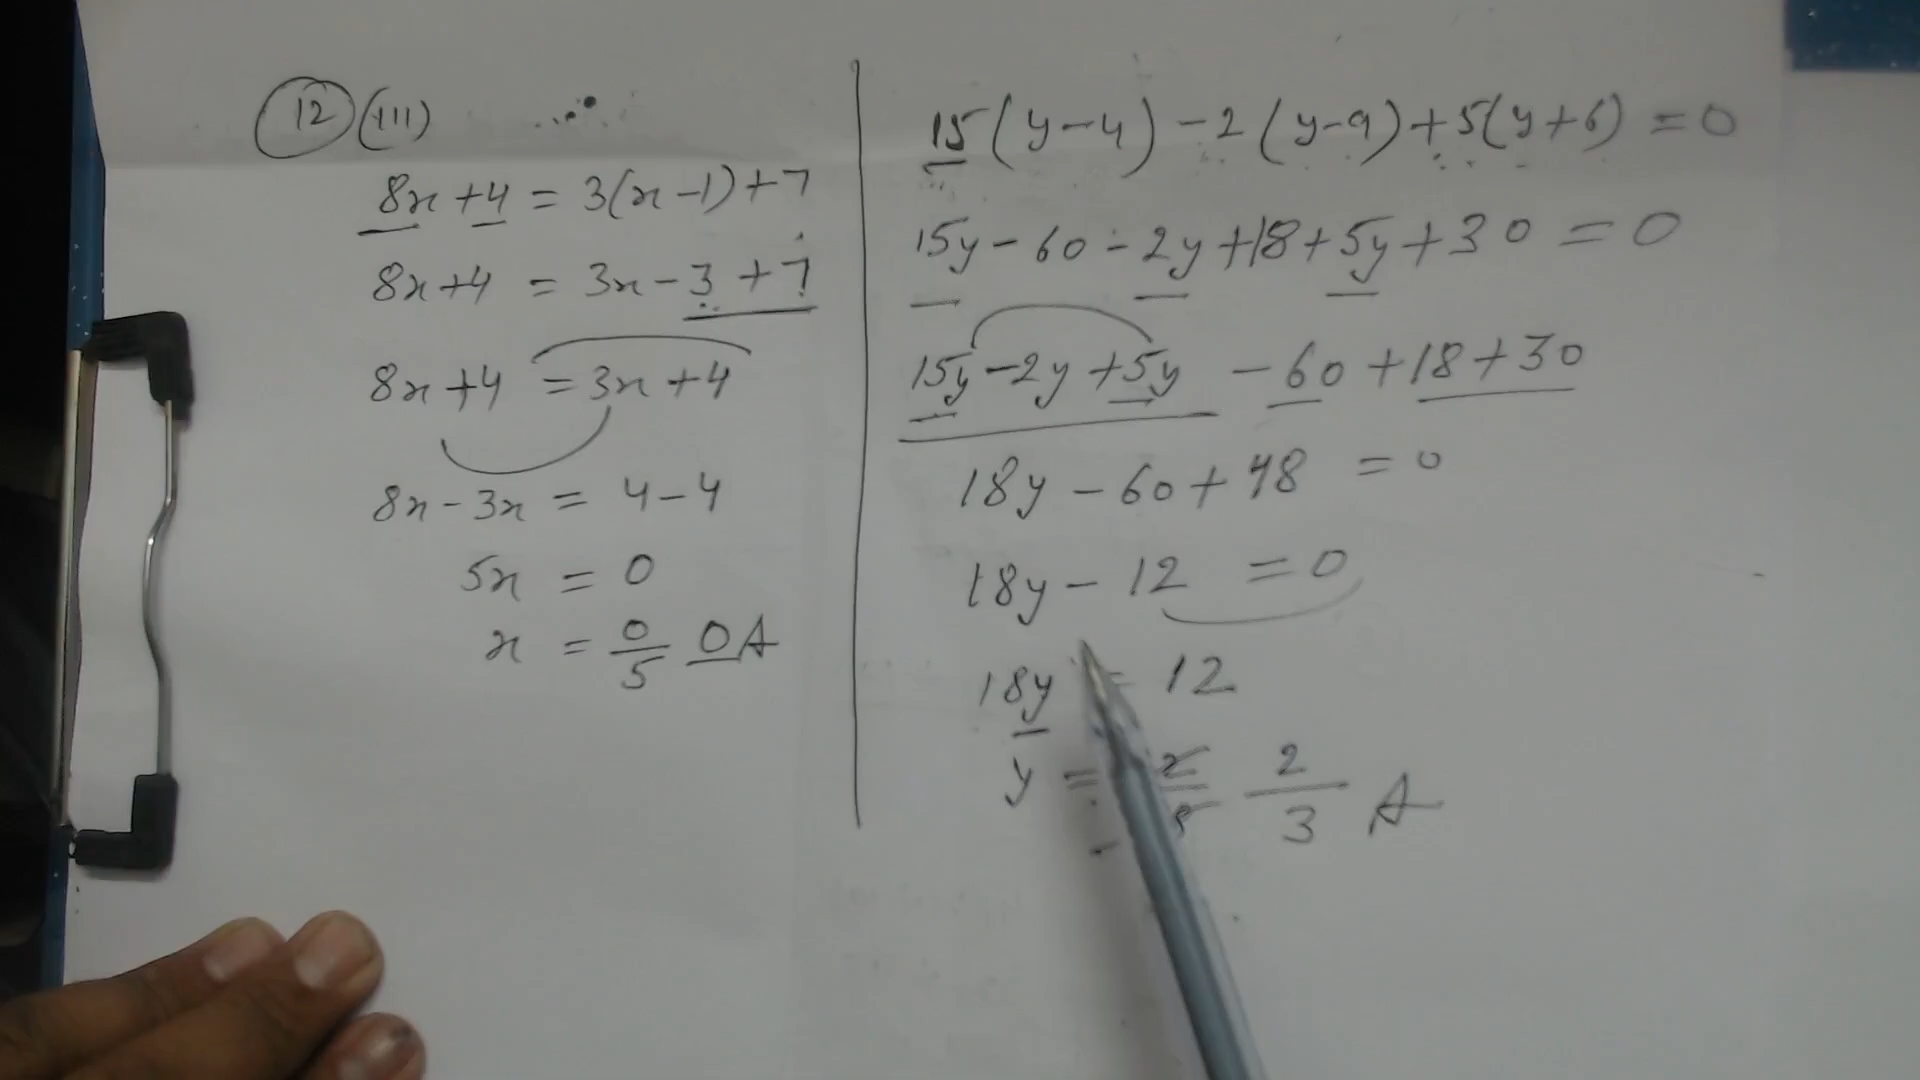 12 (III)
8x + 4 = 3(x - 1) + 7
8x + 4 = 3x - 3 + 7
8x + 4 = 3x + 4
8x - 3x = 4 - 4
5x = 0
x = 0/5 0 A
15(y - 4) - 2(y - 9) + 5(y + 6) = 0
15y - 60 - 2y + 18 + 5y + 30 = 0
15y - 2y + 5y - 60 + 18 + 30
18y - 60 + 48 = 0
18y - 12 = 0
18y = 12
y = 2/3 A